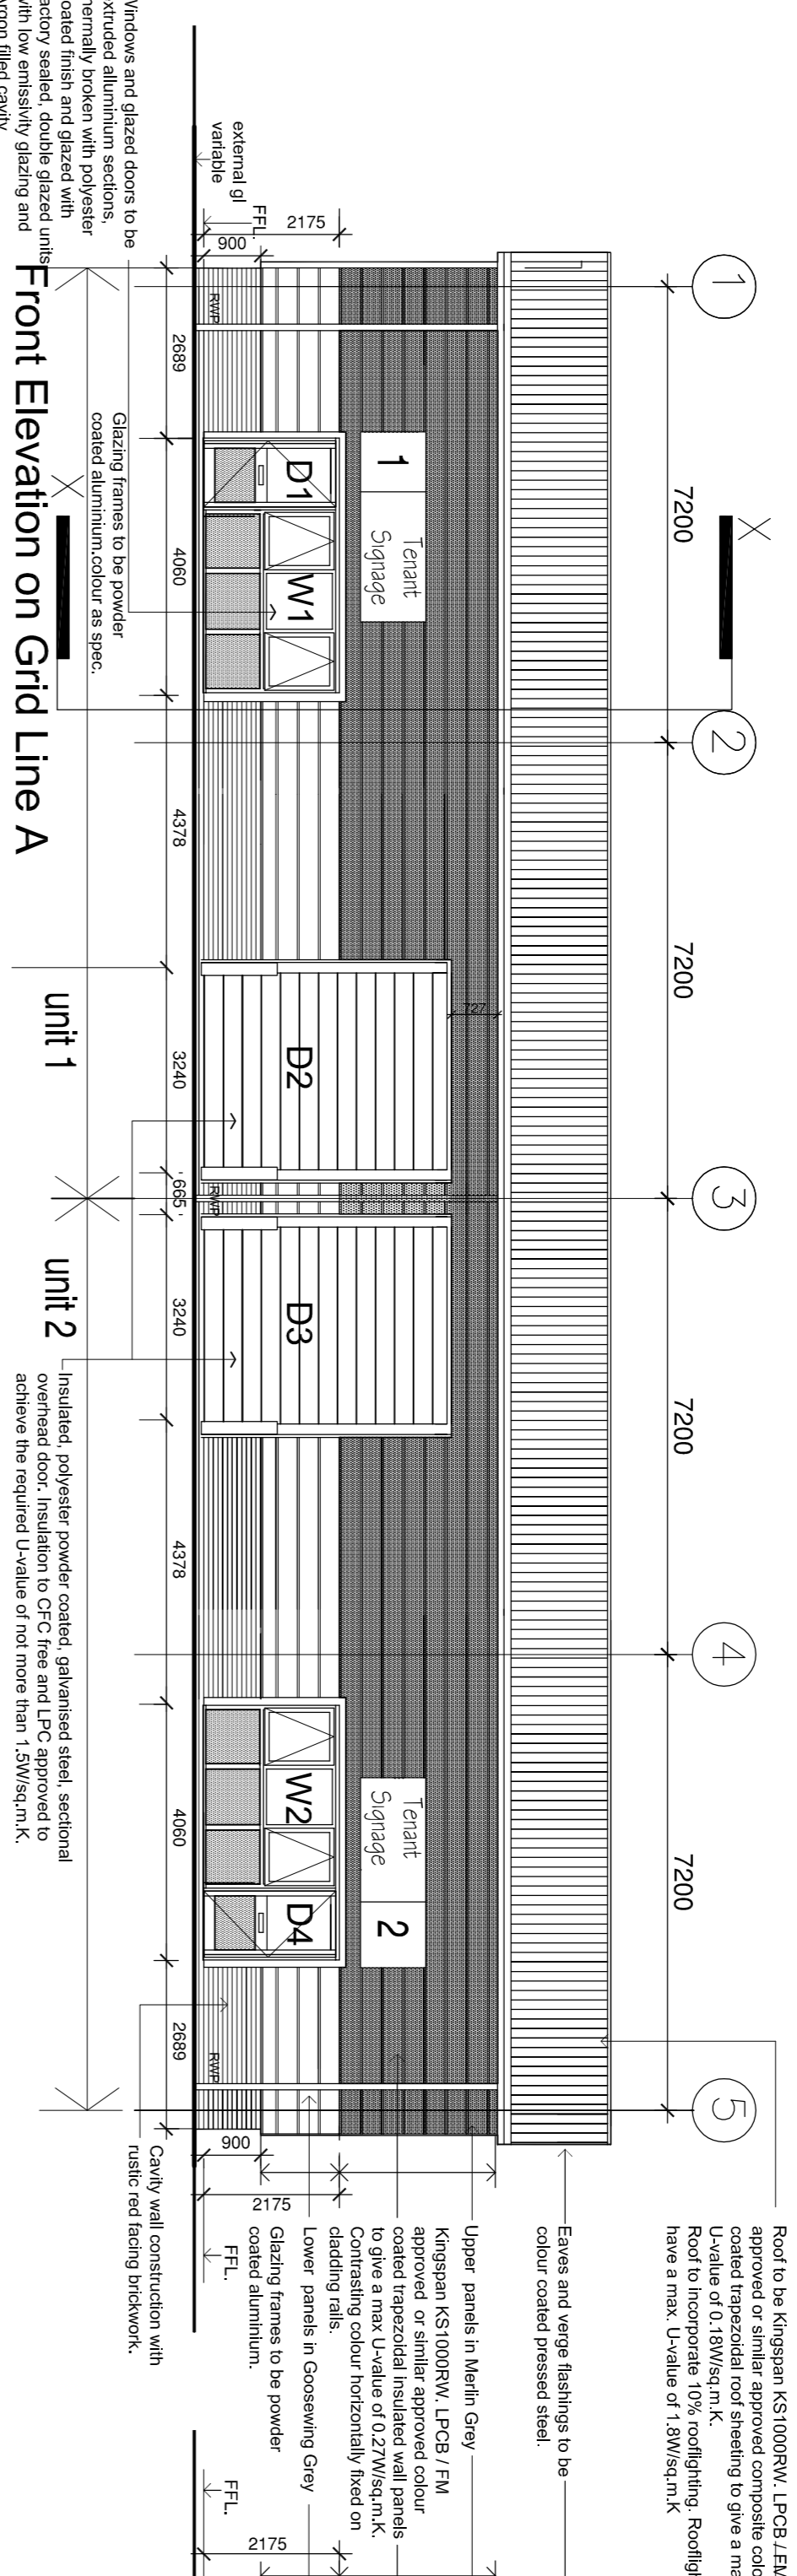 1
2
3
4
5
7200
7200
7200
7200
X
X
Roof to be Kingspan KS1000RW. LPCB / FM
approved or similar approved composite
coated trapezoidal roof sheeting to give a
U-value of 0.18W/sq.m.K.
Roof to incorporate 10% rooflighting.
have a max. U-value of 1.8W/sq.m.K
Eaves and verge flashings to be
colour coated pressed steel.
Upper panels in Merlin Grey
Kingspan KS1000RW. LPCB / FM
approved or similar approved colour
coated trapezoidal insulated wall panels
to give a max U-value of 0.27W/sq.m.K.
Contrasting colour horizontally fixed on
cladding rails.
Lower panels in Goosewing Grey
Glazing frames to be powder
coated aluminium.
FFL.
FFL.
Cavity wall construction with
rustic red facing brickwork.
1
Tenant
Signage
Tenant
Signage
2
727
D1
W1
D2
D3
W2
D4
2175
900
FFL.
external gl
variable
RWP
RWP
RWP
900
2175
2175
2689
4060
4378
3240
665
3240
4378
4060
2689
Windows and glazed doors to be
extruded alluminium sections,
thermally broken with polyester
coated finish and glazed with
factory sealed, double glazed units
with low emissivity glazing and
argon filled cavity
Glazing frames to be powder
coated aluminium.colour as spec.
unit 1
unit 2
Insulated, polyester powder coated, galvanised steel, sectional
overhead door. Insulation to CFC free and LPC approved to
achieve the required U-value of not more than 1.5W/sq.m.K.
Front Elevation on Grid Line A